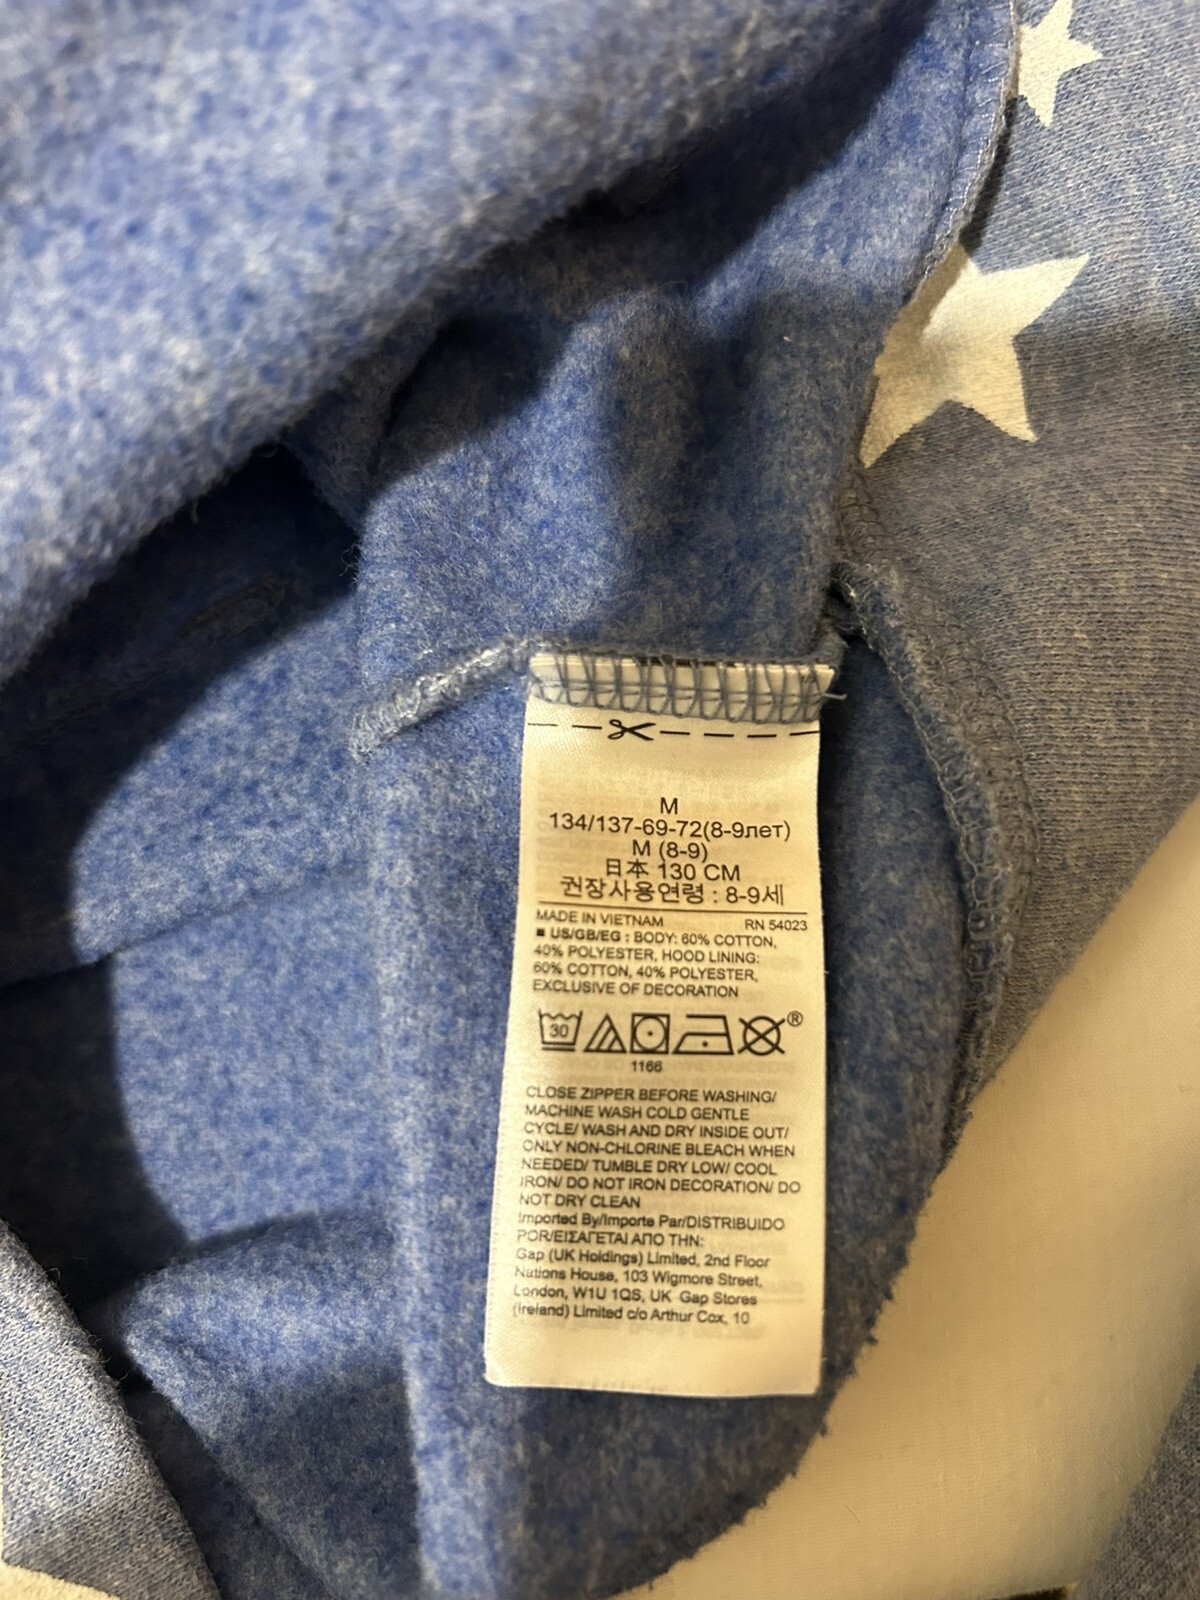 M
134/137-69-72(8-9лет)
M (8-9)
日本 130 CM
권장사용연령 : 8-9세
MADE IN VIETNAM RN 54023
■ US/GB/EG : BODY: 60% COTTON,
40% POLYESTER, HOOD LINING:
60% COTTON, 40% POLYESTER,
EXCLUSIVE OF DECORATION
30 ®
1166
CLOSE ZIPPER BEFORE WASHING/
MACHINE WASH COLD GENTLE
CYCLE/ WASH AND DRY INSIDE OUT/
ONLY NON-CHLORINE BLEACH WHEN
NEEDED/ TUMBLE DRY LOW/ COOL
IRON/ DO NOT IRON DECORATION/ DO
NOT DRY CLEAN
Imported By/Importe Par/DISTRIBUIDO
POR/ΕΙΣΑΓΕΤΑΙ ΑΠΟ ΤΗΝ:
Gap (UK Holdings) Limited, 2nd Floor
Nations House, 103 Wigmore Street,
London, W1U 1QS, UK Gap Stores
(Ireland) Limited c/o Arthur Cox, 10